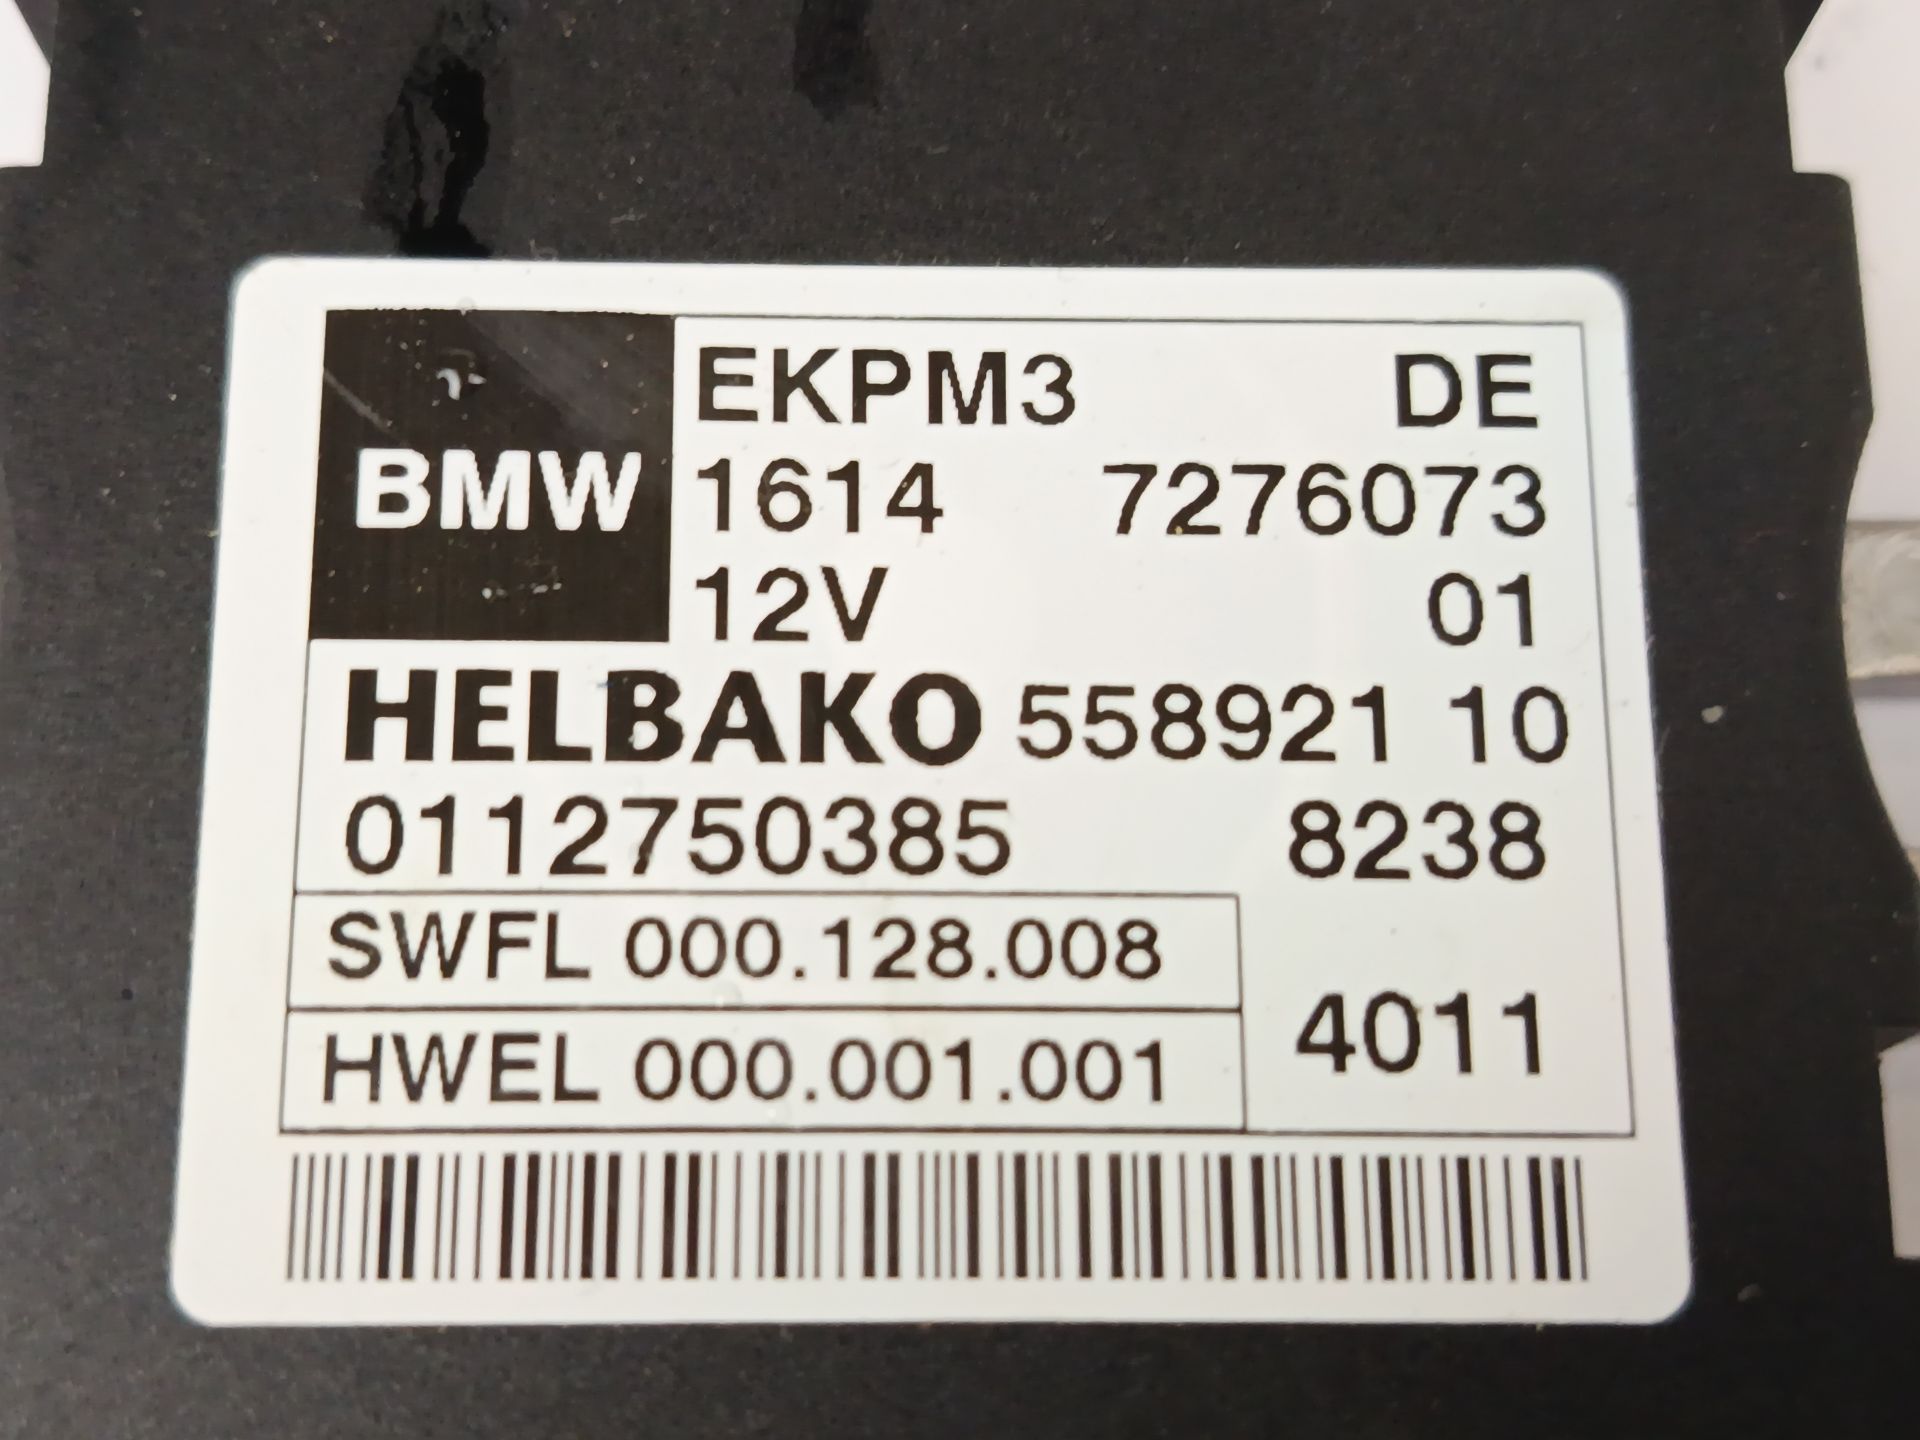 BMW
EKPM3 DE
1614 7276073
12V 01
HELBAKO 558921 10
0112750385 8238
SWFL 000.128.008
HWEL 000.001.001
4011